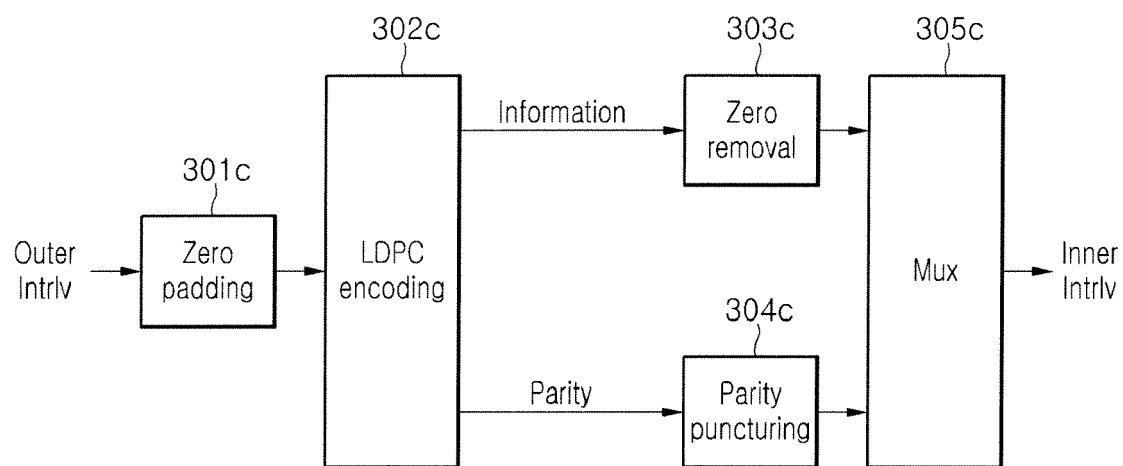 302c
303c
305c
Information
Zero
removal
301c
Outer
Intrlv
Zero
padding
LDPC
encoding
Mux
Inner
Intrlv
304c
Parity
Parity
puncturing